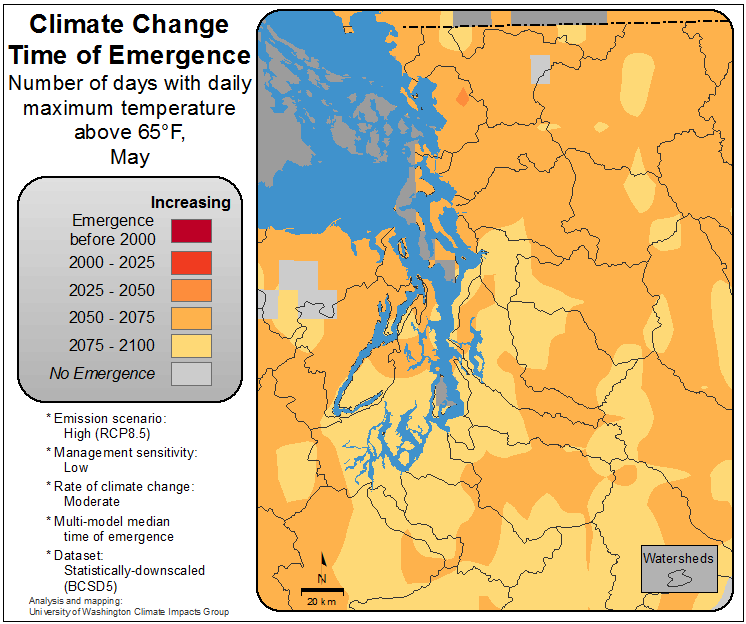 Climate Change
Time of Emergence
Number of days with daily
maximum temperature
above 65°F,
May
Increasing
Emergence
before 2000
2000 - 2025
2025 - 2050
2050 - 2075
2075 - 2100
No Emergence
* Emission scenario:
High (RCP8.5)
* Management sensitivity:
Low
* Rate of climate change:
Moderate
* Multi-model median
time of emergence
* Dataset:
Statistically-downscaled
(BCSD5)
Analysis and mapping:
University of Washington Climate Impacts Group
N
20 km
Watersheds